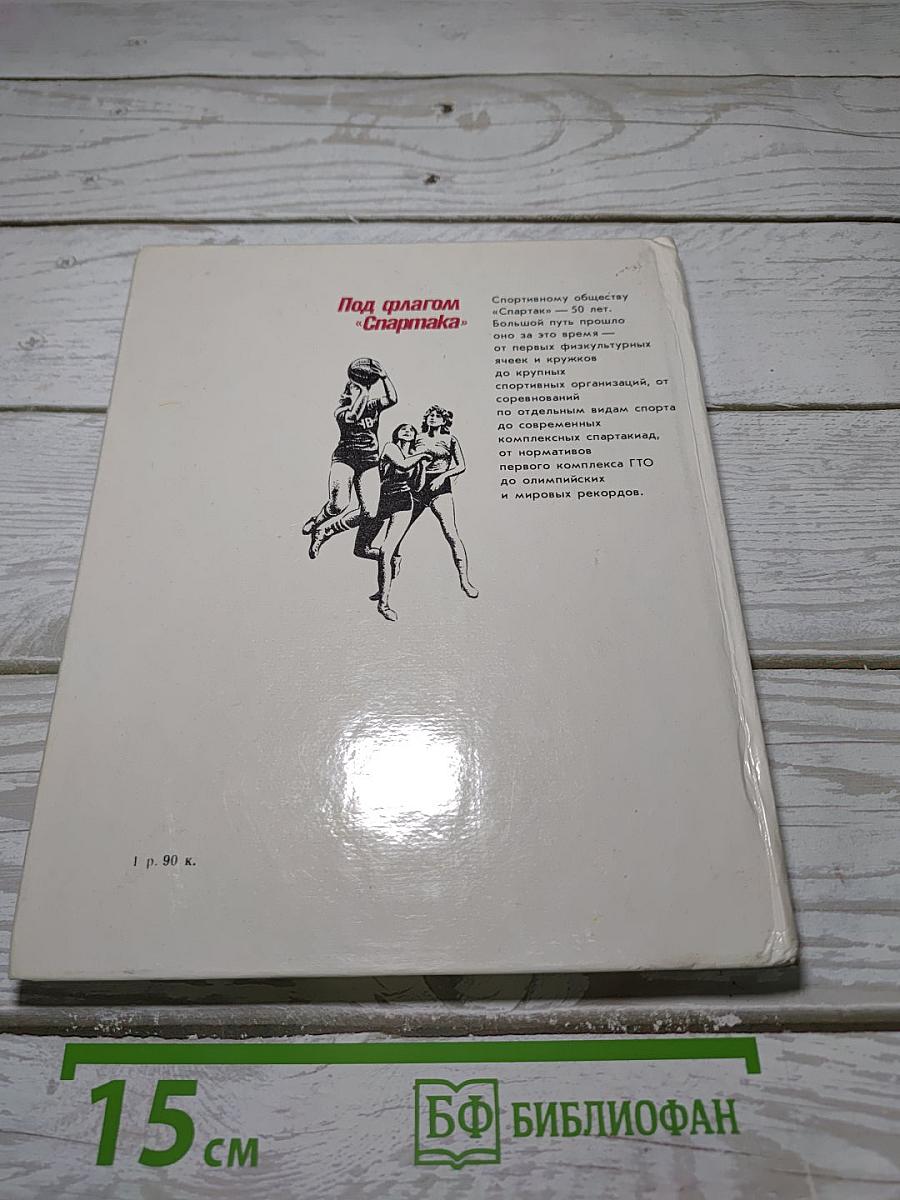 Под флагом
«Спартака»
Спортивному обществу
«Спартак» — 50 лет.
Большой путь прошло
оно за это время —
от первых физкультурных
ячеек и кружков
до крупных
спортивных организаций, от
соревнований
по отдельным видам спорта
до современных
комплексных спартакиад,
от нормативов
первого комплекса ГТО
до олимпийских
и мировых рекордов.
1 р. 90 к.
15 см
БФ БИБЛИОФАН